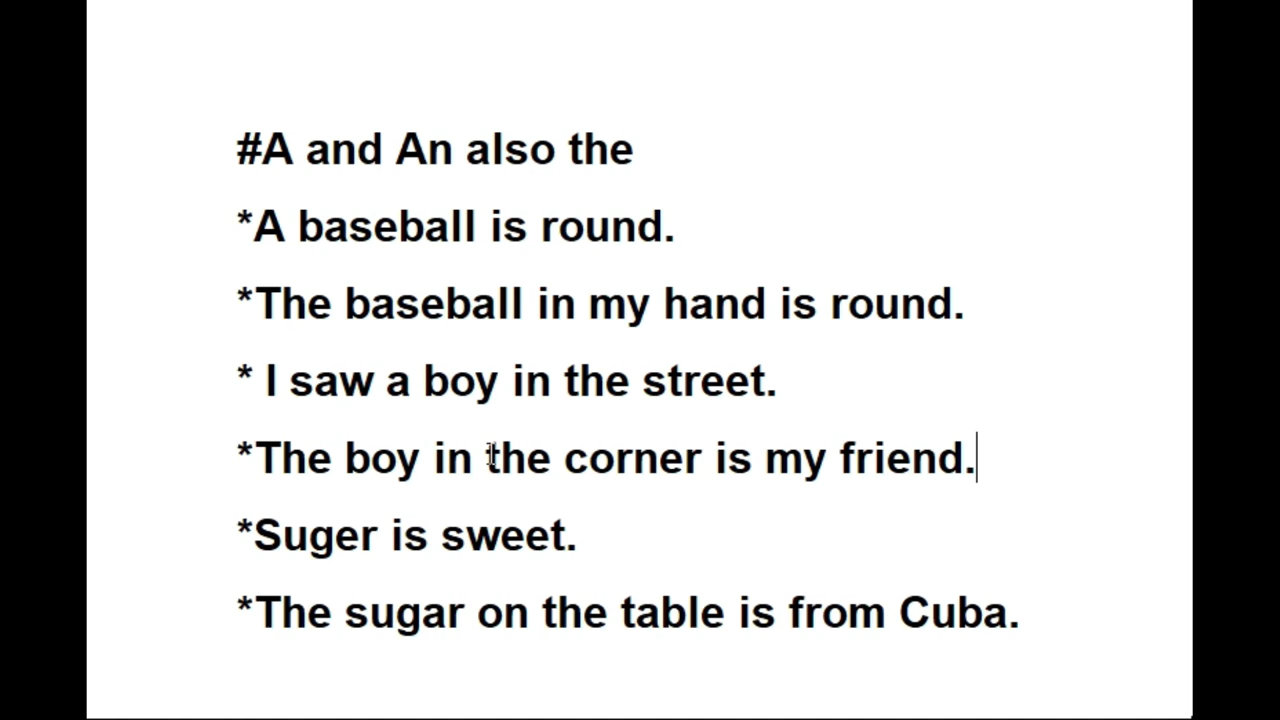 #A and An also the
*A baseball is round.
*The baseball in my hand is round.
* I saw a boy in the street.
*The boy in the corner is my friend.
*Suger is sweet.
*The sugar on the table is from Cuba.